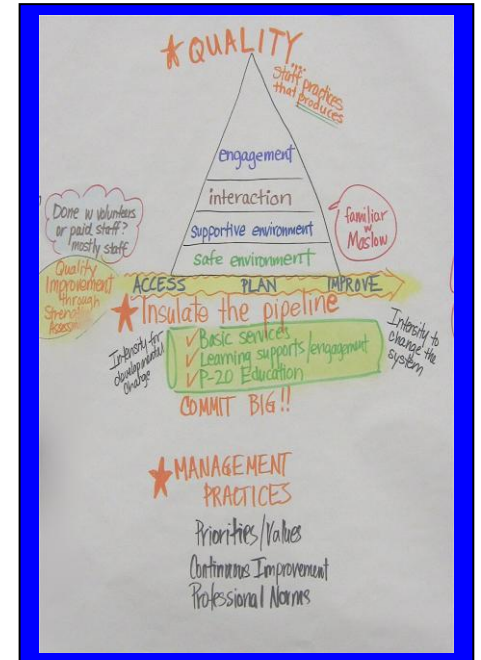 ★ QUALITY
Staff practices
that produces
engagement
interaction
supportive environment
safe environment
Done w volunteers
or paid staff?
mostly staff
familiar
w
Maslow
Quality
Improvement
through
ACCESS PLAN IMPROVE
★ Insulate the pipeline
Intensity for
developmental
change
✓ Basic services
✓ Learning supports/engagement
✓ P-20 Education
Intensity to
change the
system
COMMIT BIG!!
★ MANAGEMENT
PRACTICES
Priorities/Values
Continuous Improvement
Professional Norms